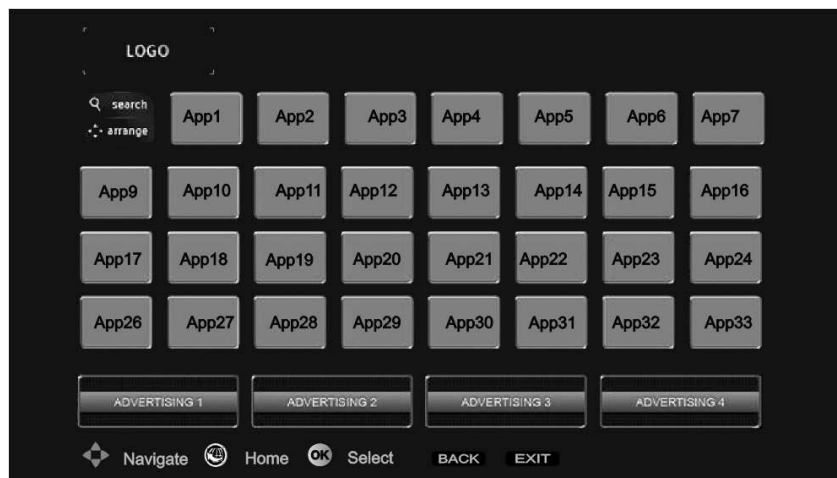 LOGO
search
arrange
App1 App2 App3 App4 App5 App6 App7
App9 App10 App11 App12 App13 App14 App15 App16
App17 App18 App19 App20 App21 App22 App23 App24
App26 App27 App28 App29 App30 App31 App32 App33
ADVERTISING 1 ADVERTISING 2 ADVERTISING 3 ADVERTISING 4
Navigate Home OK Select BACK EXIT